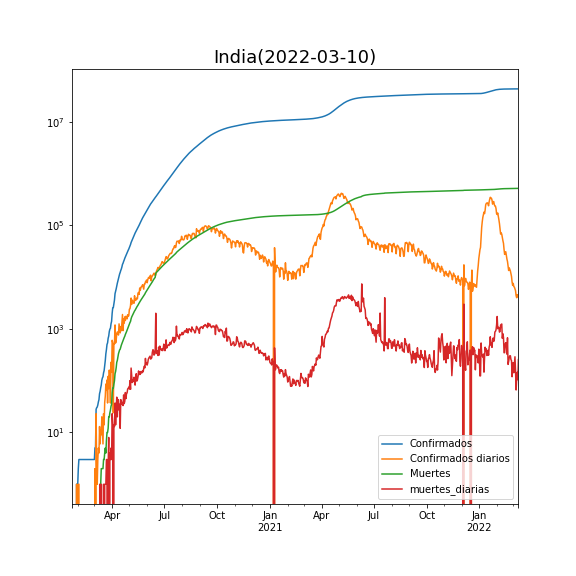 India(2022-03-10)
10^7
10^5
10^3
10^1
Confirmados
Confirmados diarios
Muertes
muertes_diarias
Apr Jul Oct Jan Apr Jul Oct Jan
2021 2022